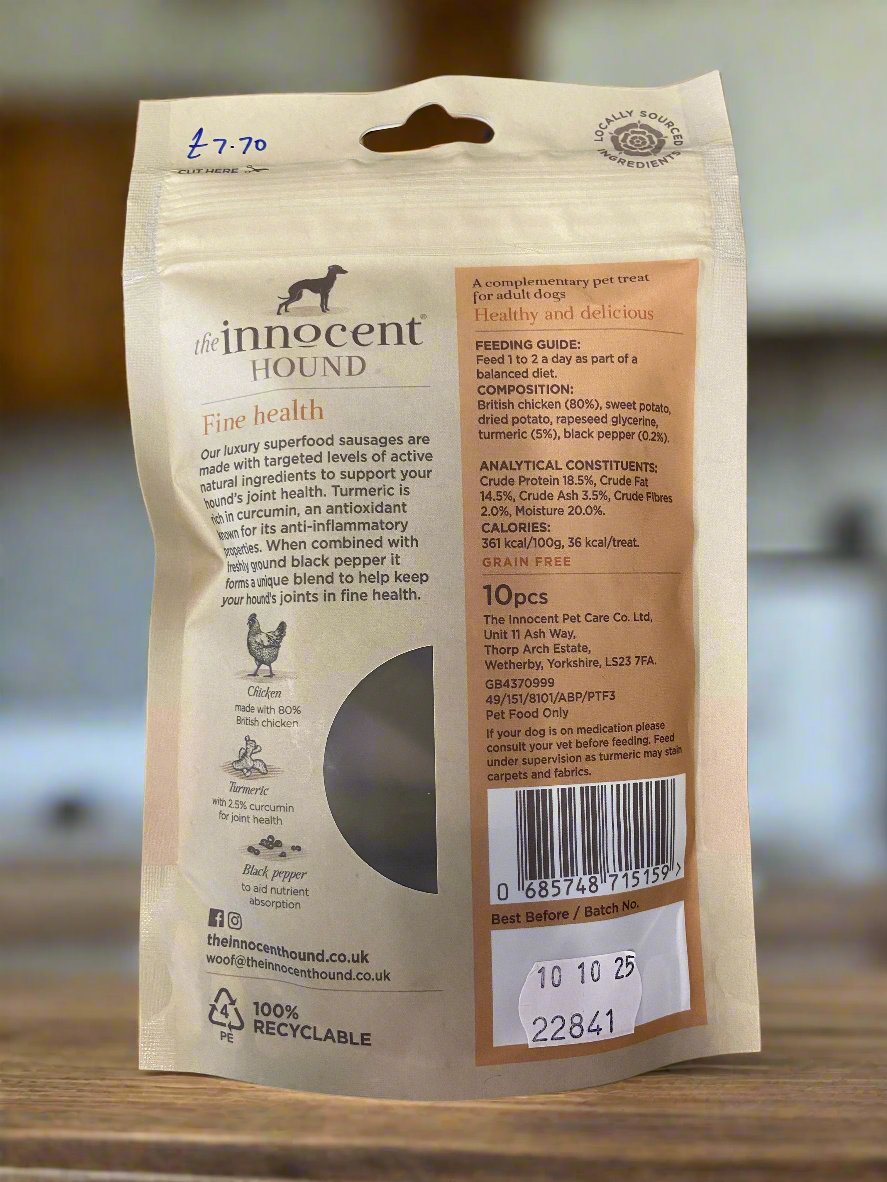 £7.70
CUT HERE
LOCALLY SOURCED
INGREDIENTS
the innocent®
HOUND
Fine health
Our luxury superfood sausages are
made with targeted levels of active
natural ingredients to support your
hound's joint health. Turmeric is
rich in curcumin, an antioxidant
known for its anti-inflammatory
properties. When combined with
freshly ground black pepper it
forms a unique blend to help keep
your hound's joints in fine health.
Chicken
made with 80%
British chicken
Turmeric
with 2.5% curcumin
for joint health
Black pepper
to aid nutrient
absorption
theinnocenthound.co.uk
woof@theinnocenthound.co.uk
4
PE
100%
RECYCLABLE
A complementary pet treat
for adult dogs
Healthy and delicious
FEEDING GUIDE:
Feed 1 to 2 a day as part of a
balanced diet.
COMPOSITION:
British chicken (80%), sweet potato,
dried potato, rapeseed glycerine,
turmeric (5%), black pepper (0.2%).
ANALYTICAL CONSTITUENTS:
Crude Protein 18.5%, Crude Fat
14.5%, Crude Ash 3.5%, Crude Fibres
2.0%, Moisture 20.0%.
CALORIES:
361 kcal/100g, 36 kcal/treat.
GRAIN FREE
10pcs
The Innocent Pet Care Co. Ltd,
Unit 11 Ash Way,
Thorp Arch Estate,
Wetherby, Yorkshire, LS23 7FA.
GB4370999
49/151/8101/ABP/PTF3
Pet Food Only
If your dog is on medication please
consult your vet before feeding. Feed
under supervision as turmeric may stain
carpets and fabrics.
0 685748 715159 >
Best Before / Batch No.
10 10 25
22841